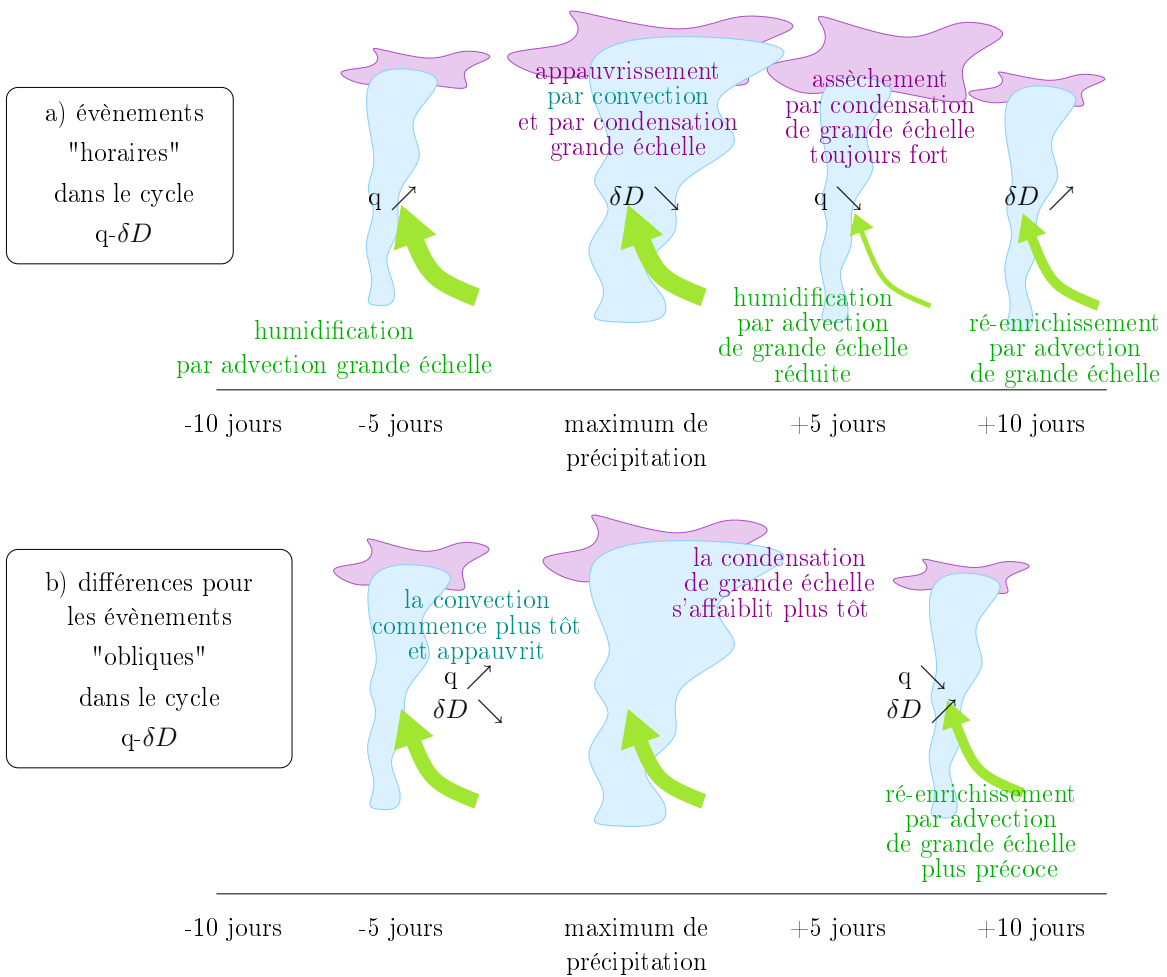 a) évènements
"horaires"
dans le cycle
q-δD
q ↗
humidification
par advection grande échelle
appauvrissement
par convection
et par condensation
grande échelle
δD ↘
assèchement
par condensation
de grande échelle
toujours fort
q ↘
humidification
par advection
de grande échelle
réduite
δD ↗
ré-enrichissement
par advection
de grande échelle
-10 jours
-5 jours
maximum de
précipitation
+5 jours
+10 jours
b) différences pour
les évènements
"obliques"
dans le cycle
q-δD
la convection
commence plus tôt
et appauvrit
q ↗
δD ↘
la condensation
de grande échelle
s'affaiblit plus tôt
q ↘
δD ↗
ré-enrichissement
par advection
de grande échelle
plus précoce
-10 jours
-5 jours
maximum de
précipitation
+5 jours
+10 jours